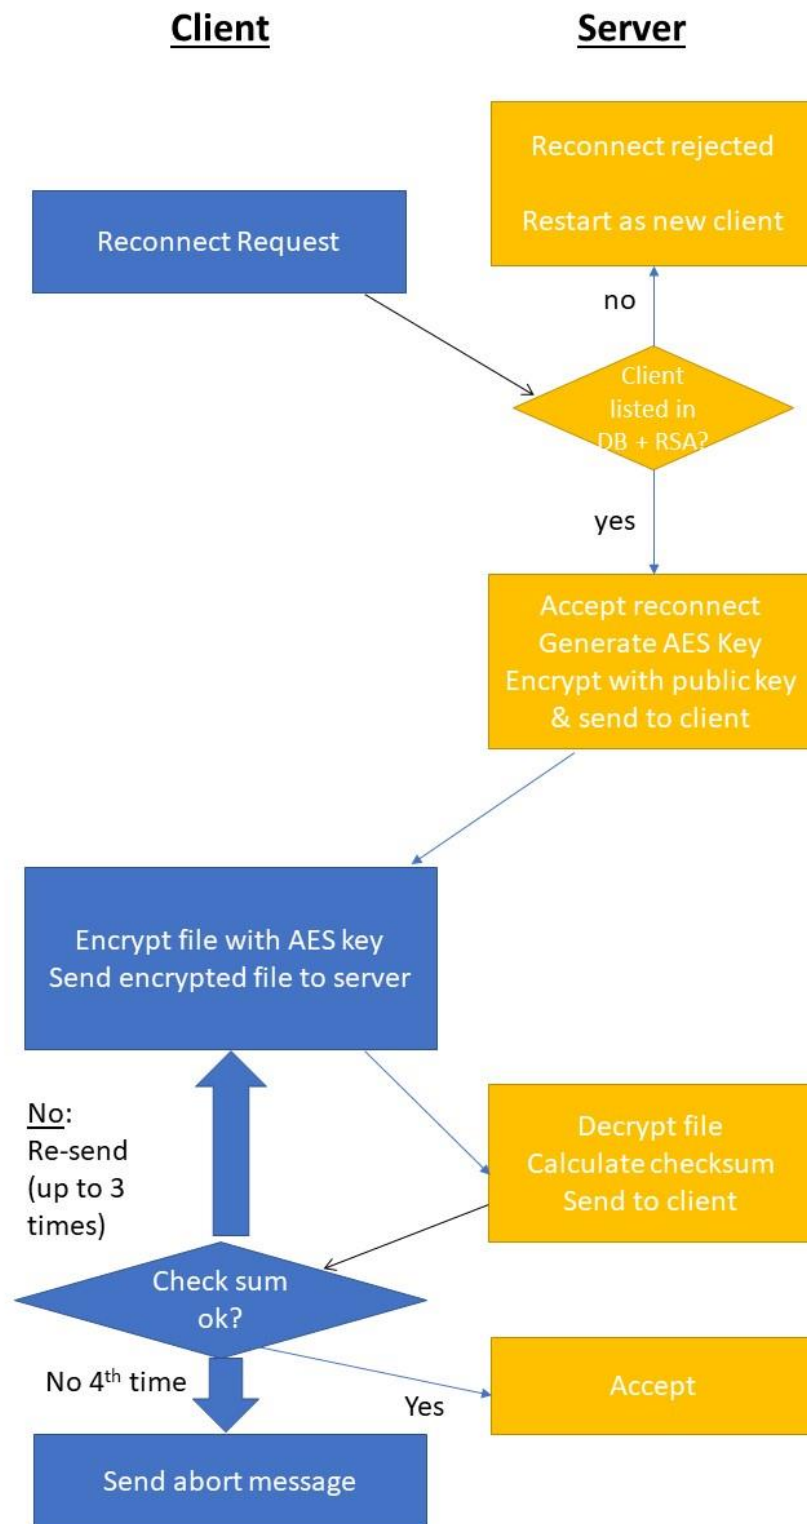 Client
Server
Reconnect rejected
Restart as new client
Reconnect Request
no
Client
listed in
DB + RSA?
yes
Accept reconnect
Generate AES Key
Encrypt with public key
& send to client
Encrypt file with AES key
Send encrypted file to server
No:
Re-send
(up to 3
times)
Decrypt file
Calculate checksum
Send to client
Check sum
ok?
No 4th time
Yes
Accept
Send abort message